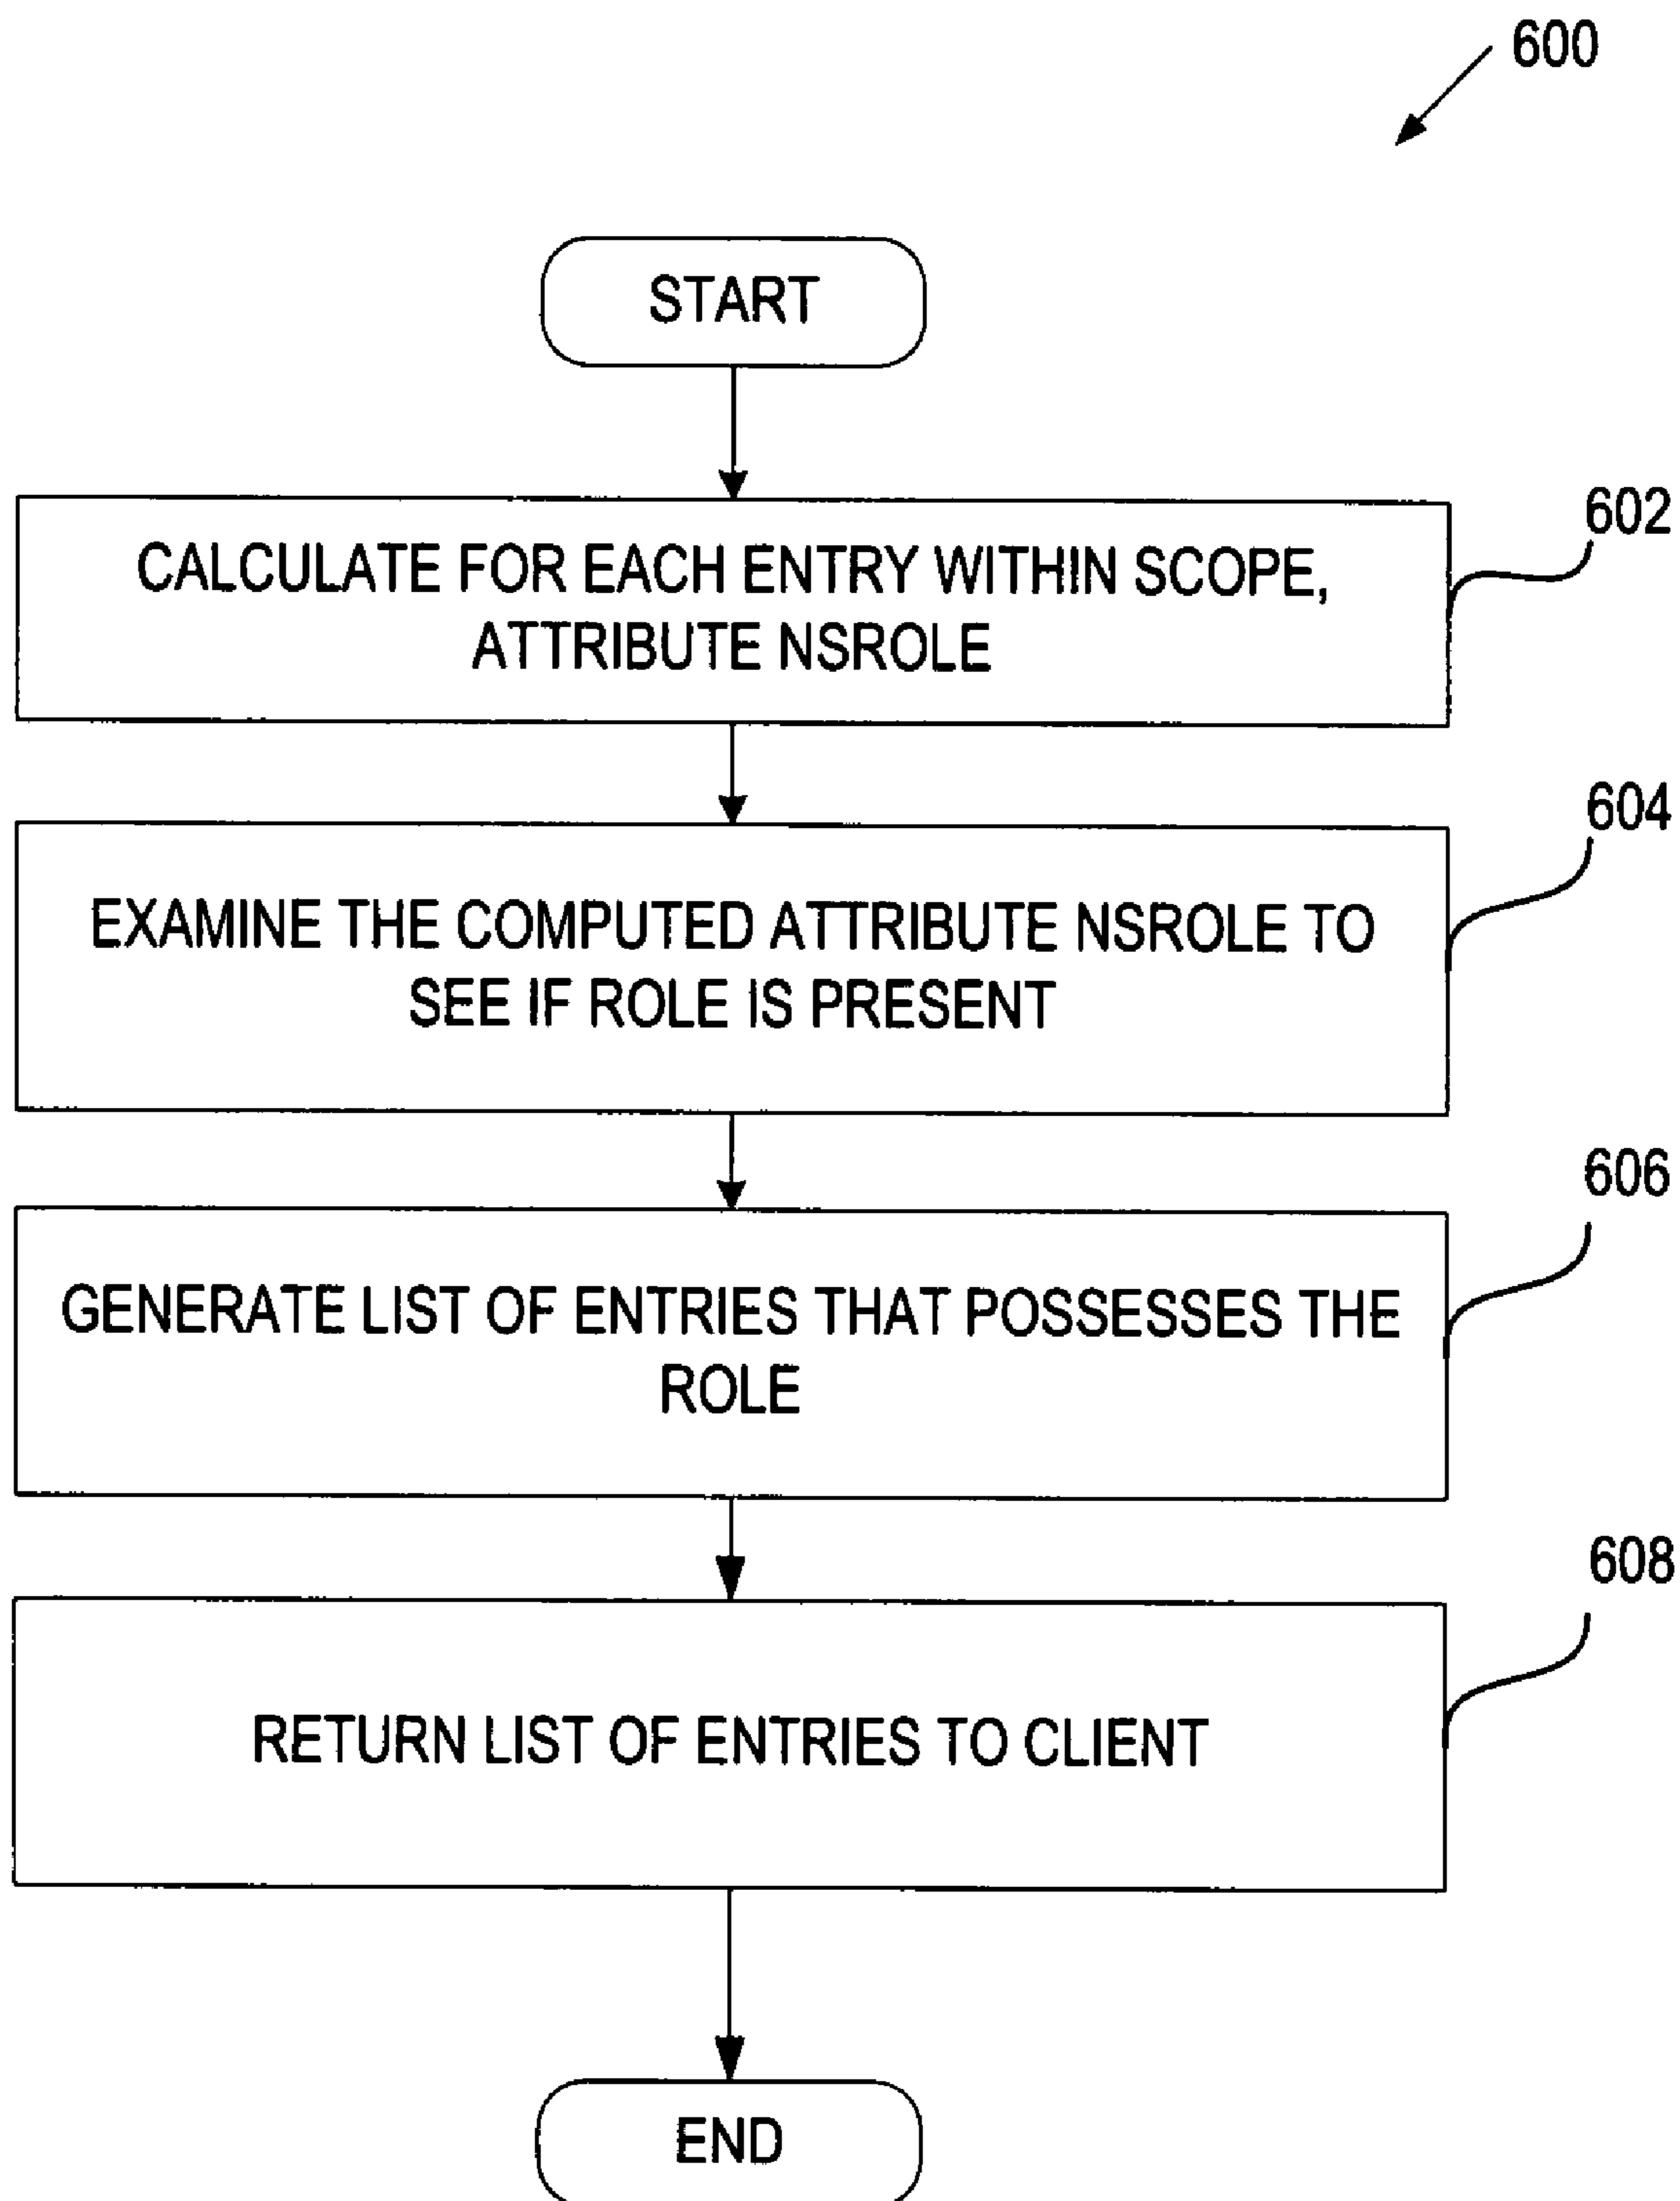 600
START
602
CALCULATE FOR EACH ENTRY WITHIN SCOPE,
ATTRIBUTE NSROLE
604
EXAMINE THE COMPUTED ATTRIBUTE NSROLE TO
SEE IF ROLE IS PRESENT
606
GENERATE LIST OF ENTRIES THAT POSSESSES THE
ROLE
608
RETURN LIST OF ENTRIES TO CLIENT
END